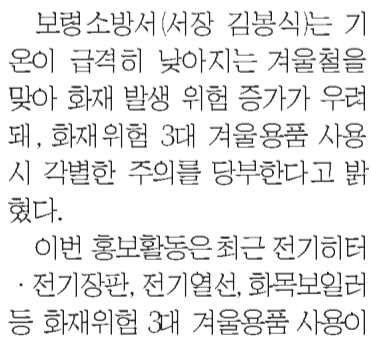 보령소방서(서장 김봉식)는 기
온이 급격히 낮아지는 겨울철을
맞아 화재 발생 위험 증가가 우려
돼, 화재위험 3대 겨울용품 사용
시 각별한 주의를 당부한다고 밝
혔다.
이번 홍보활동은 최근 전기히터
·전기장판, 전기열선, 화목보일러
등 화재위험 3대 겨울용품 사용이